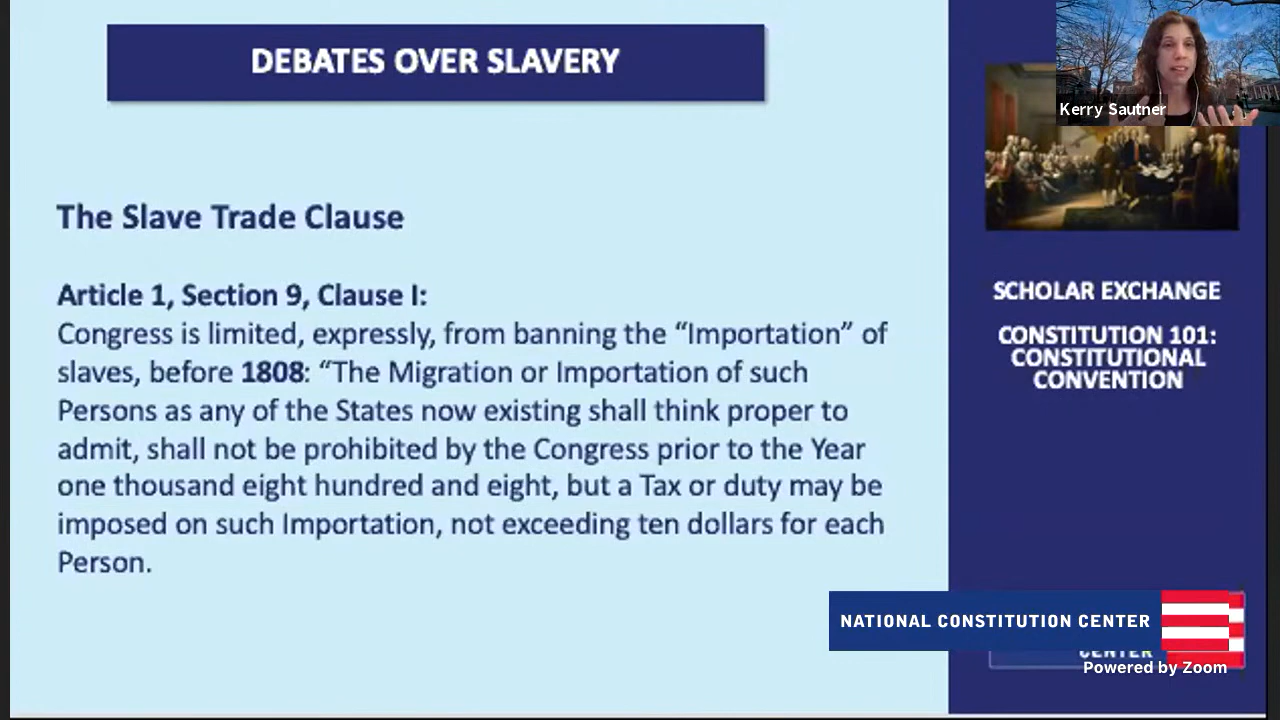 DEBATES OVER SLAVERY
Kerry Sautner
The Slave Trade Clause
Article 1, Section 9, Clause I:
Congress is limited, expressly, from banning the “Importation” of
slaves, before 1808: “The Migration or Importation of such
Persons as any of the States now existing shall think proper to
admit, shall not be prohibited by the Congress prior to the Year
one thousand eight hundred and eight, but a Tax or duty may be
imposed on such Importation, not exceeding ten dollars for each
Person.
SCHOLAR EXCHANGE
CONSTITUTION 101:
CONSTITUTIONAL
CONVENTION
NATIONAL CONSTITUTION CENTER
CENTER
Powered by Zoom